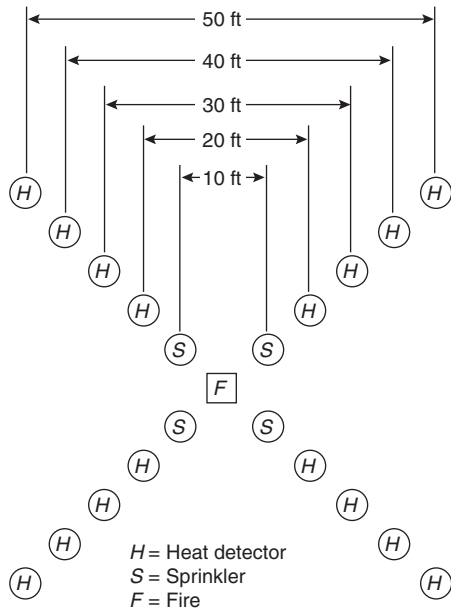 50 ft
40 ft
30 ft
20 ft
10 ft
H H
H H
H H
H H
S S
F
S S
H H
H H
H H
H H
H = Heat detector
S = Sprinkler
F = Fire